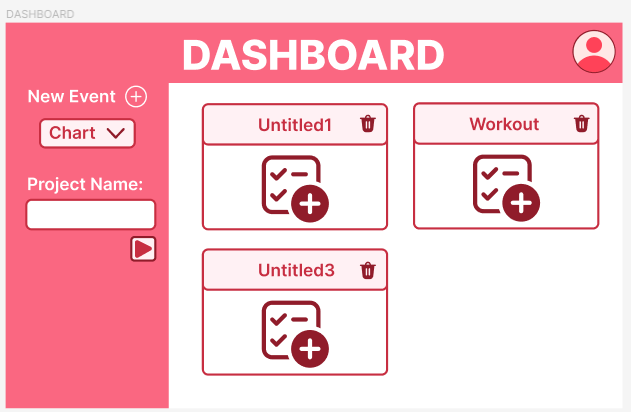 DASHBOARD
DASHBOARD
New Event
Chart
Project Name:
Untitled1
Workout
Untitled3